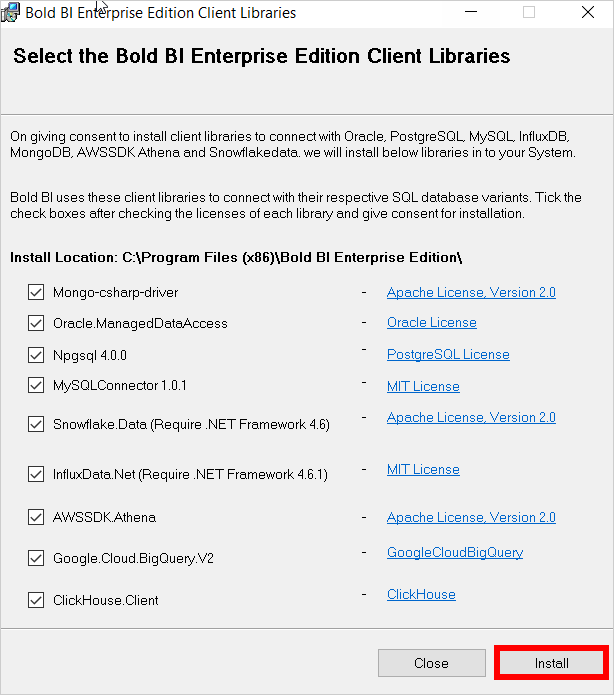 Bold BI Enterprise Edition Client Libraries
Select the Bold BI Enterprise Edition Client Libraries
On giving consent to install client libraries to connect with Oracle, PostgreSQL, MySQL, InfluxDB,
MongoDB, AWSSDK Athena and Snowflakedata. we will install below libraries in to your System.
Bold BI uses these client libraries to connect with their respective SQL database variants. Tick the
check boxes after checking the licenses of each library and give consent for installation.
Install Location: C:\Program Files (x86)\Bold BI Enterprise Edition\
Mongo-csharp-driver - Apache License, Version 2.0
Oracle.ManagedDataAccess - Oracle License
Npgsql 4.0.0 - PostgreSQL License
MySQLConnector 1.0.1 - MIT License
Snowflake.Data (Require .NET Framework 4.6) - Apache License, Version 2.0
InfluxData.Net (Require .NET Framework 4.6.1) - MIT License
AWSSDK.Athena - Apache License, Version 2.0
Google.Cloud.BigQuery.V2 - GoogleCloudBigQuery
ClickHouse.Client - ClickHouse
Close Install